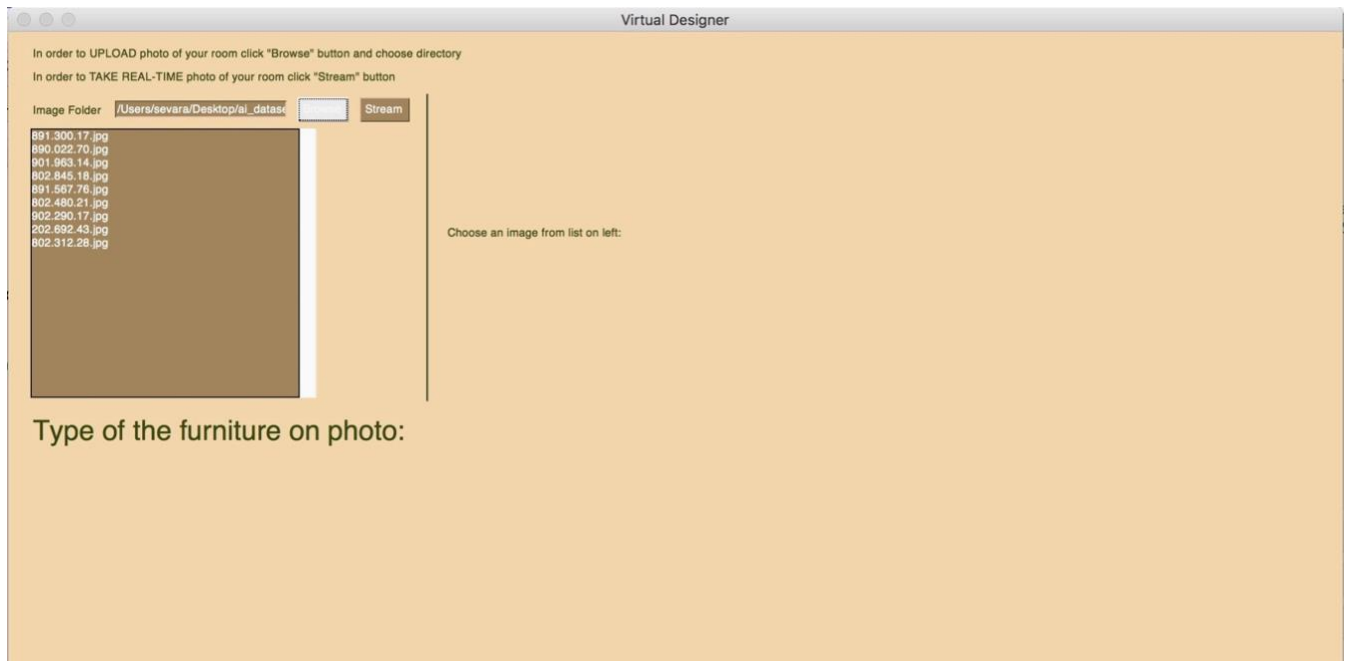 Virtual Designer
In order to UPLOAD photo of your room click "Browse" button and choose directory
In order to TAKE REAL-TIME photo of your room click "Stream" button
Image Folder /Users/sevara/Desktop/ai_datase Stream
891.300.17.jpg
890.022.70.jpg
901.963.14.jpg
802.845.18.jpg
891.567.76.jpg
802.480.21.jpg
902.290.17.jpg
202.692.43.jpg
802.312.28.jpg
Choose an image from list on left:
Type of the furniture on photo: